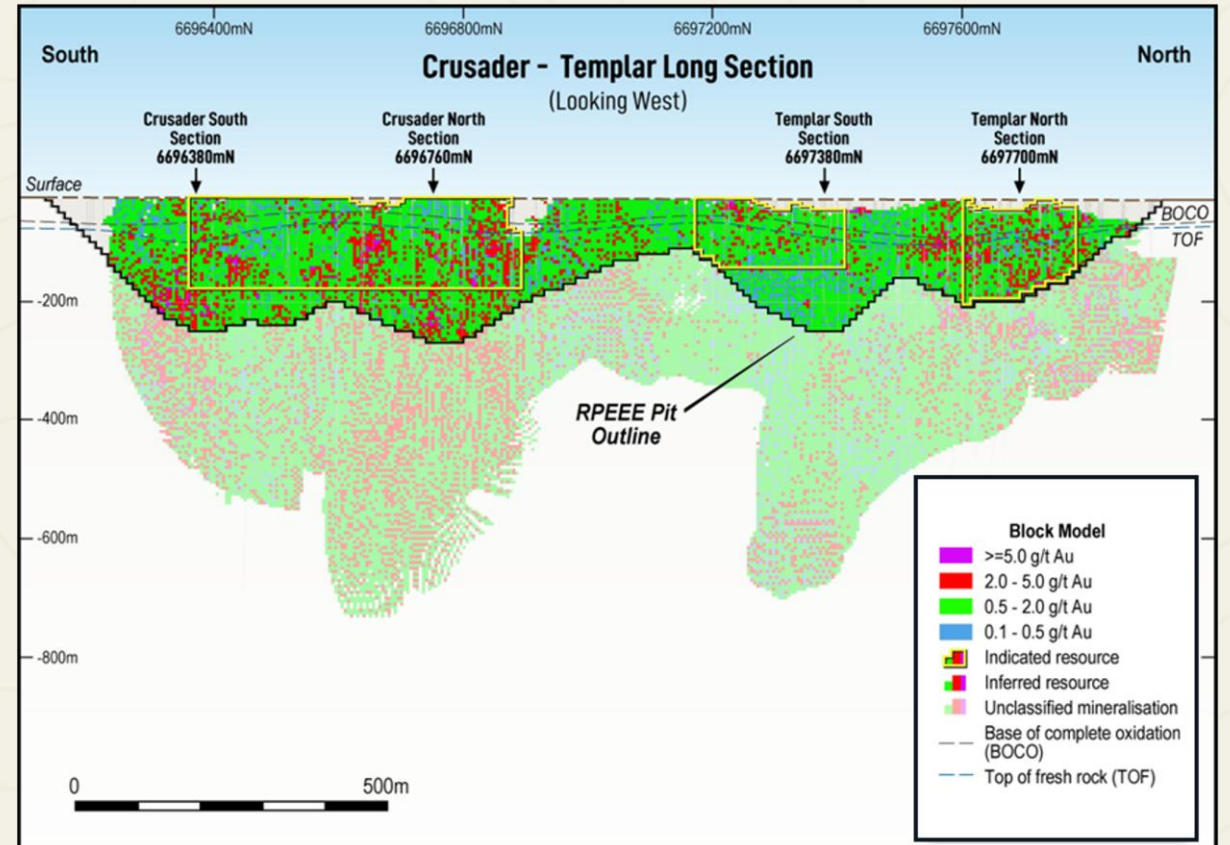 6696400mN
6696800mN
6697200mN
6697600mN
South
North
Crusader - Templar Long Section
(Looking West)
Crusader South
Section
6696380mN
Crusader North
Section
6696760mN
Templar South
Section
6697380mN
Templar North
Section
6697700mN
Surface
BOCO
TOF
-200m
-400m
-600m
-800m
RPEEE Pit
Outline
Block Model
>=5.0 g/t Au
2.0 - 5.0 g/t Au
0.5 - 2.0 g/t Au
0.1 - 0.5 g/t Au
Indicated resource
Inferred resource
Unclassified mineralisation
Base of complete oxidation
(BOCO)
Top of fresh rock (TOF)
0
500m